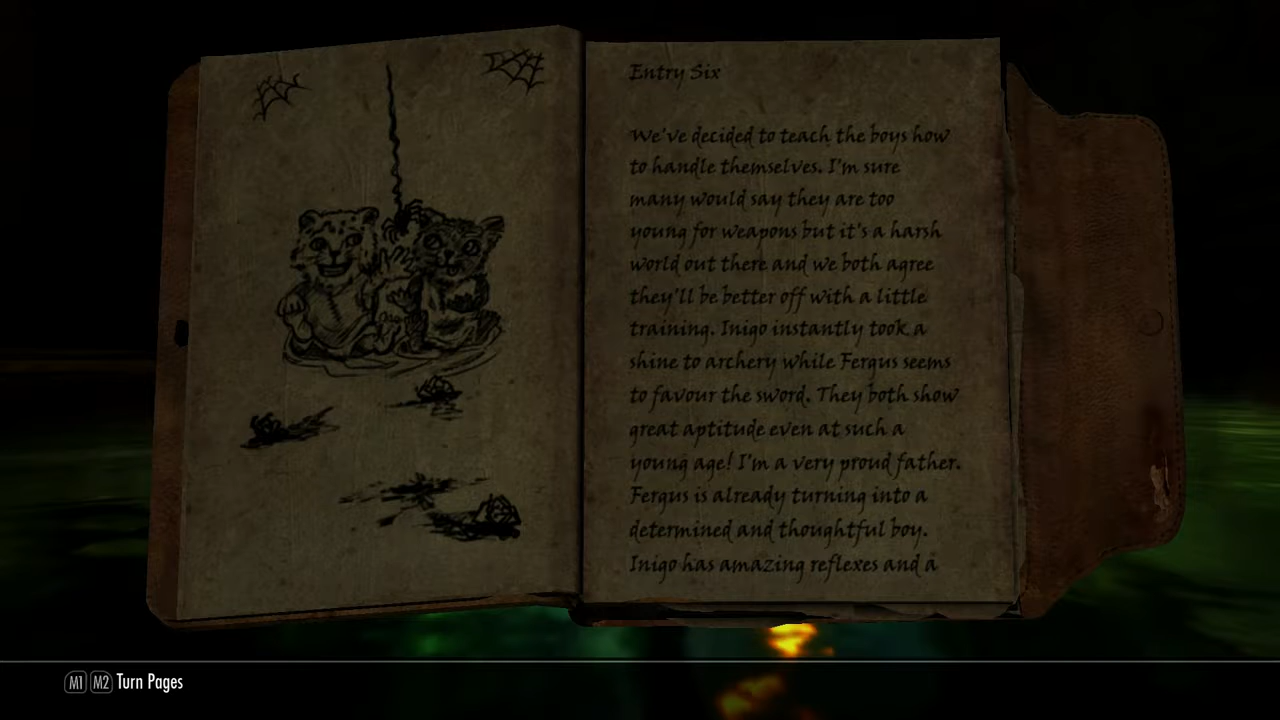 Entry Six
We've decided to teach the boys how
to handle themselves. I'm sure
many would say they are too
young for weapons but it's a harsh
world out there and we both agree
they'll be better off with a little
training. Inigo instantly took a
shine to archery while Fergus seems
to favour the sword. They both show
great aptitude even at such a
young age! I'm a very proud father.
Fergus is already turning into a
determined and thoughtful boy.
Inigo has amazing reflexes and a
M1 M2 Turn Pages